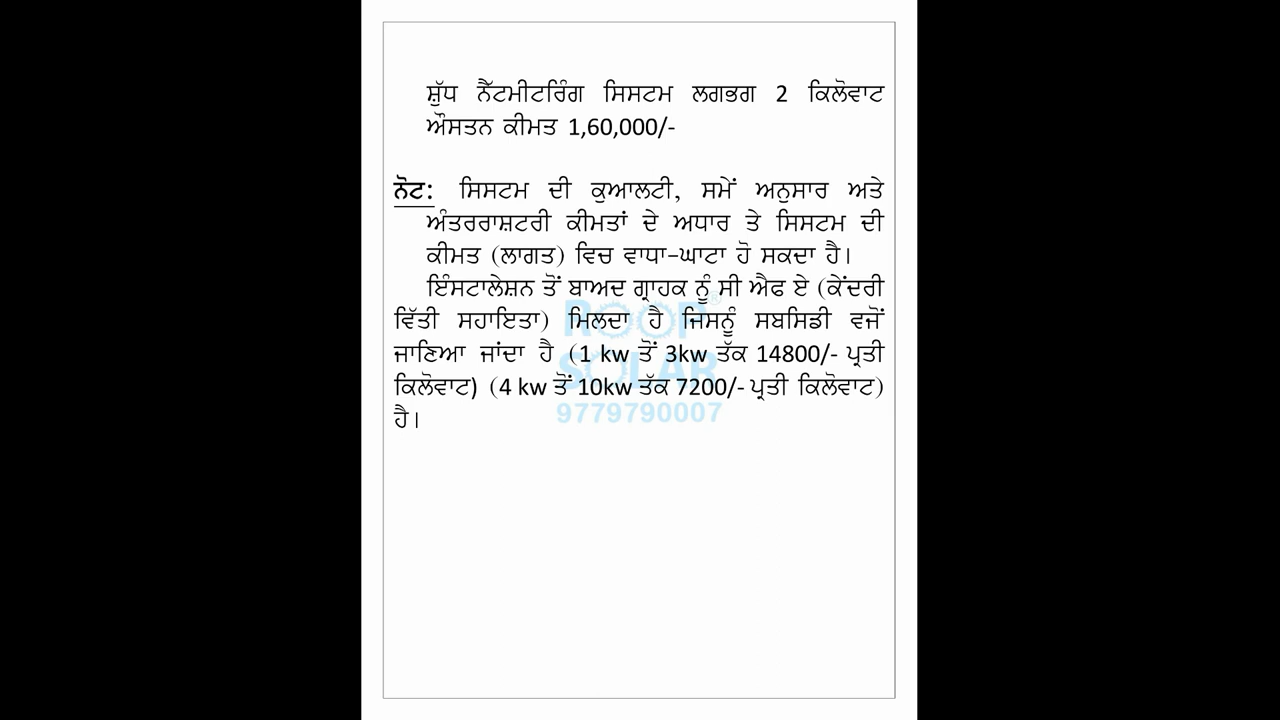 ਸ਼ੁੱਧ ਨੈੱਟਮੀਟਰਿੰਗ ਸਿਸਟਮ ਲਗਭਗ 2 ਕਿਲੋਵਾਟ
ਔਸਤਨ ਕੀਮਤ 1,60,000/-
ਨੋਟ: ਸਿਸਟਮ ਦੀ ਕੁਆਲਟੀ, ਸਮੇਂ ਅਨੁਸਾਰ ਅਤੇ
ਅੰਤਰਰਾਸ਼ਟਰੀ ਕੀਮਤਾਂ ਦੇ ਅਧਾਰ ਤੇ ਸਿਸਟਮ ਦੀ
ਕੀਮਤ (ਲਾਗਤ) ਵਿਚ ਵਾਧਾ-ਘਾਟਾ ਹੋ ਸਕਦਾ ਹੈ।
ਇੰਸਟਾਲੇਸ਼ਨ ਤੋਂ ਬਾਅਦ ਗ੍ਰਾਹਕ ਨੂੰ ਸੀ ਐਫ ਏ (ਕੇਂਦਰੀ
ਵਿੱਤੀ ਸਹਾਇਤਾ) ਮਿਲਦਾ ਹੈ ਜਿਸਨੂੰ ਸਬਸਿਡੀ ਵਜੋਂ
ਜਾਣਿਆ ਜਾਂਦਾ ਹੈ (1 kw ਤੋਂ 3kw ਤੱਕ 14800/- ਪ੍ਰਤੀ
ਕਿਲੋਵਾਟ) (4 kw ਤੋਂ 10kw ਤੱਕ 7200/- ਪ੍ਰਤੀ ਕਿਲੋਵਾਟ)
ਹੈ।
ROOP®
SOLAR
9779790007